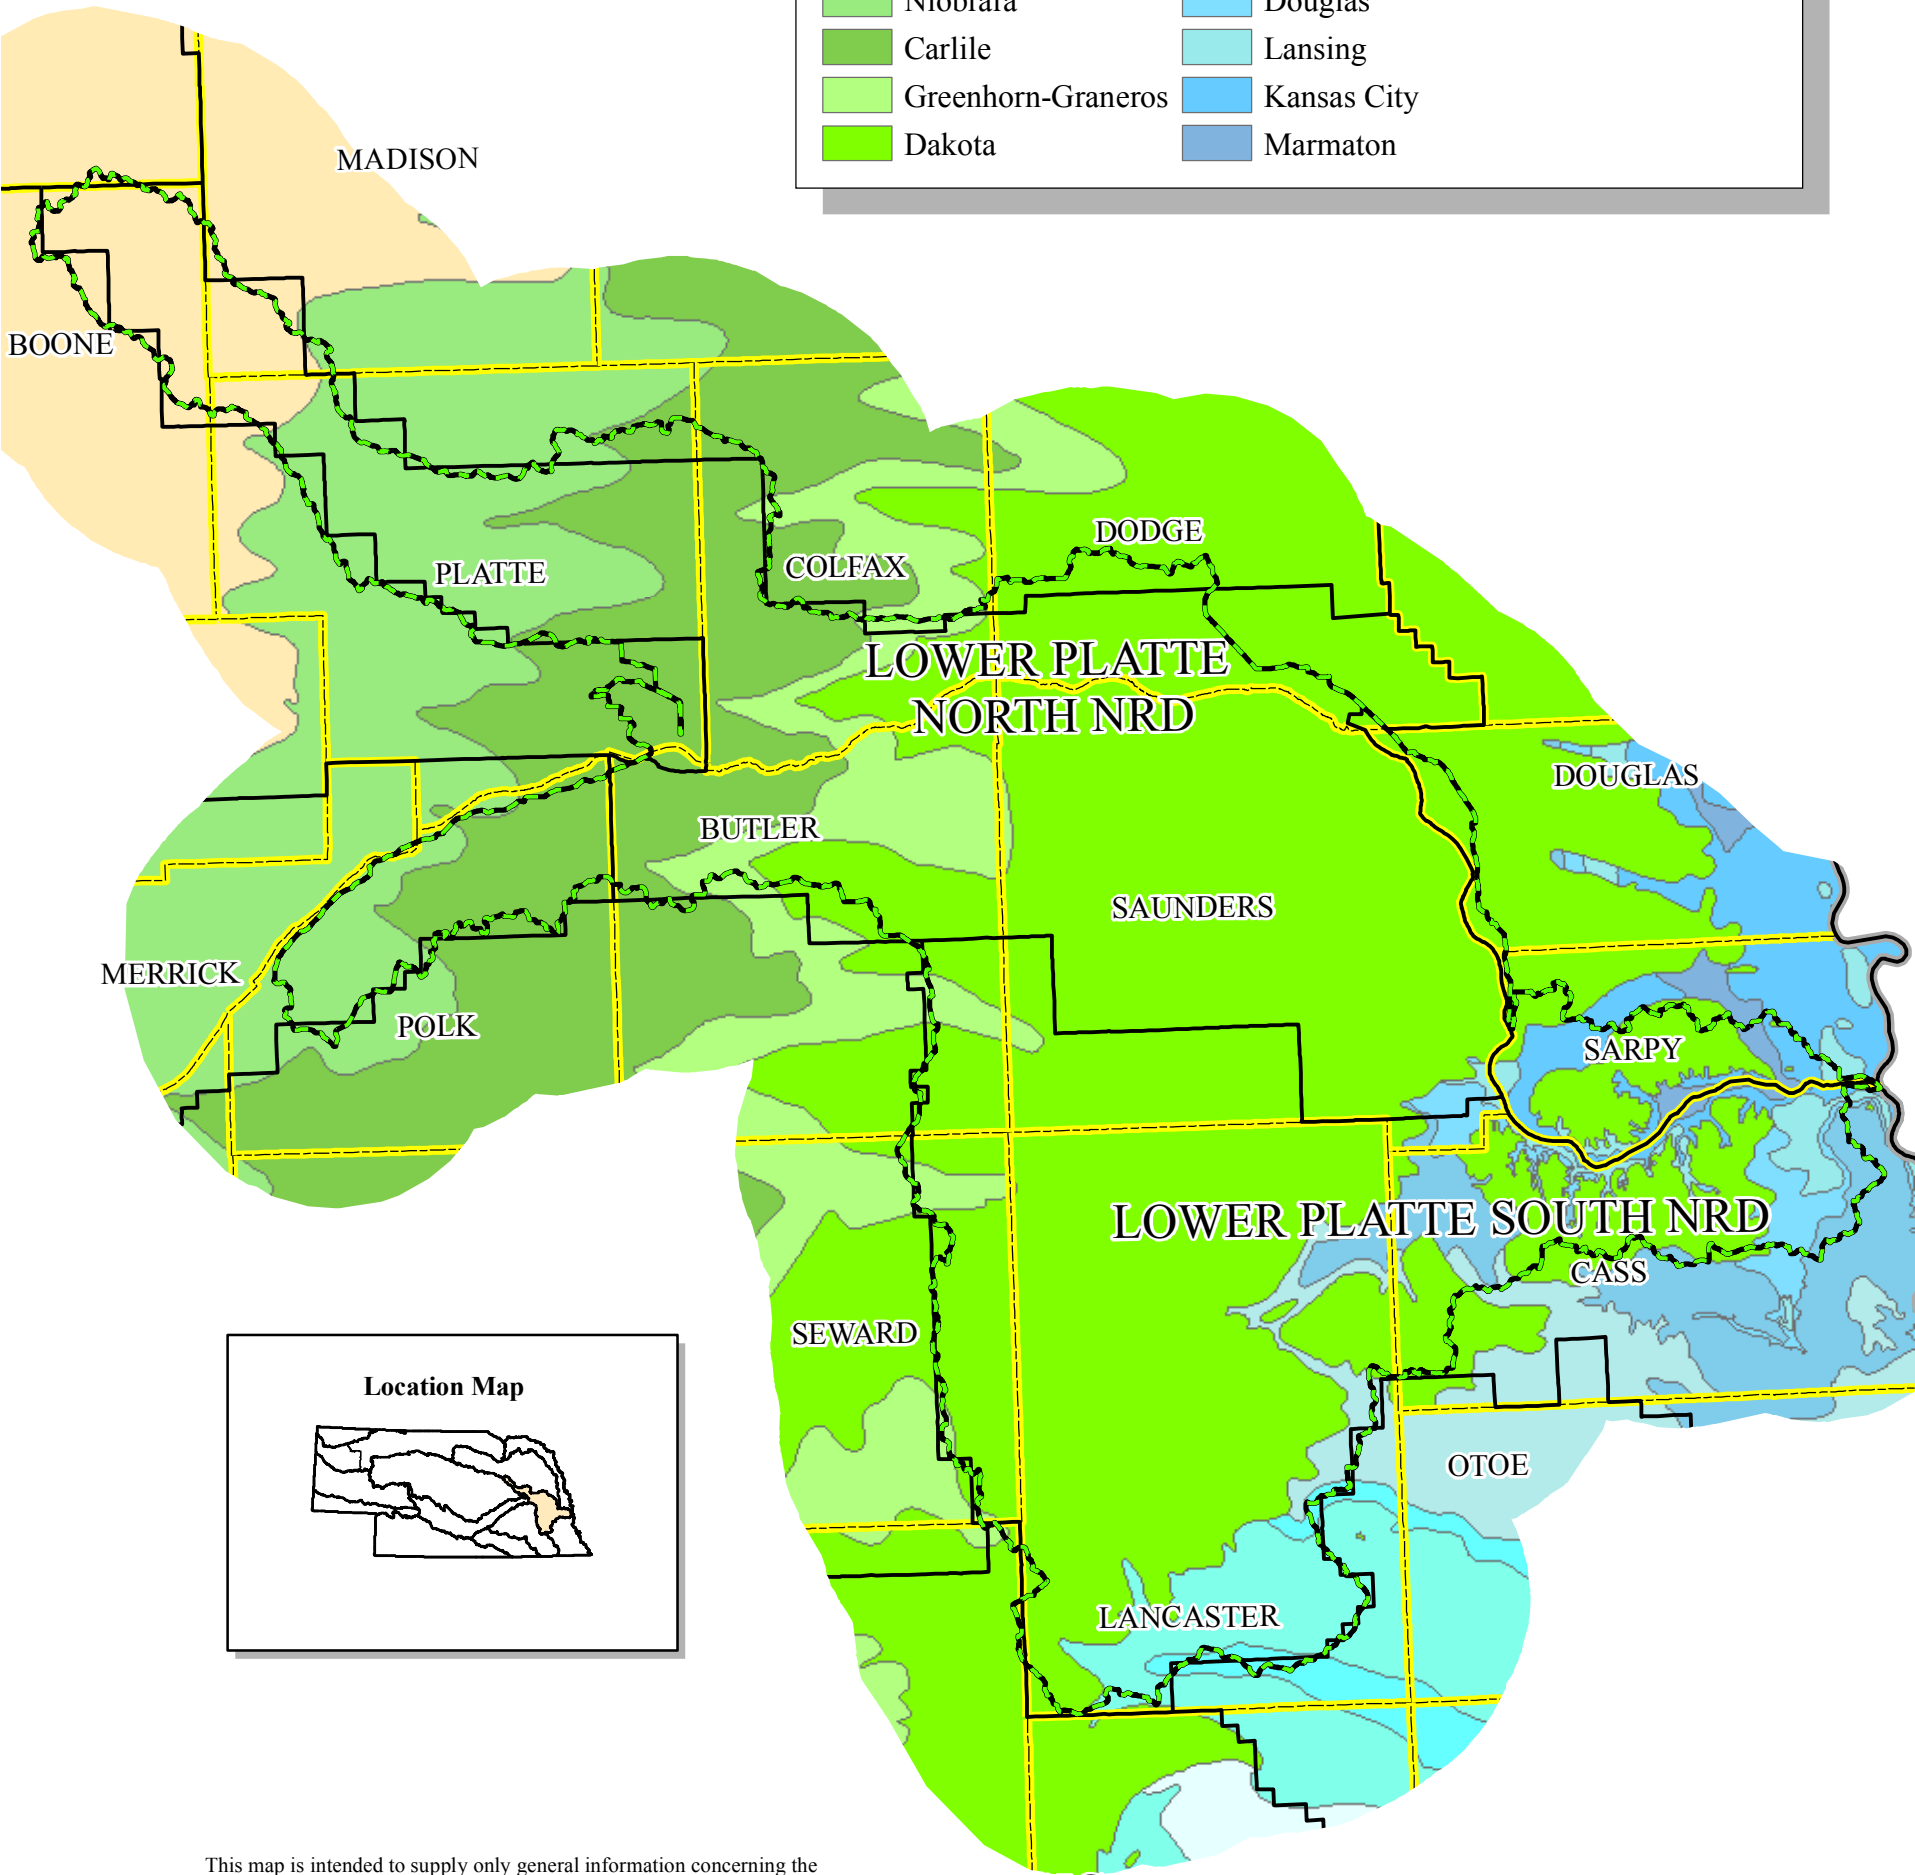 Niobrara
Douglas
Carlile
Lansing
Greenhorn-Graneros
Kansas City
Dakota
Marmaton
MADISON
BOONE
DODGE
PLATTE
COLFAX
LOWER PLATTE
NORTH NRD
DOUGLAS
BUTLER
SAUNDERS
MERRICK
POLK
SARPY
LOWER PLATTE SOUTH NRD
CASS
SEWARD
Location Map
OTOE
LANCASTER
This map is intended to supply only general information concerning the